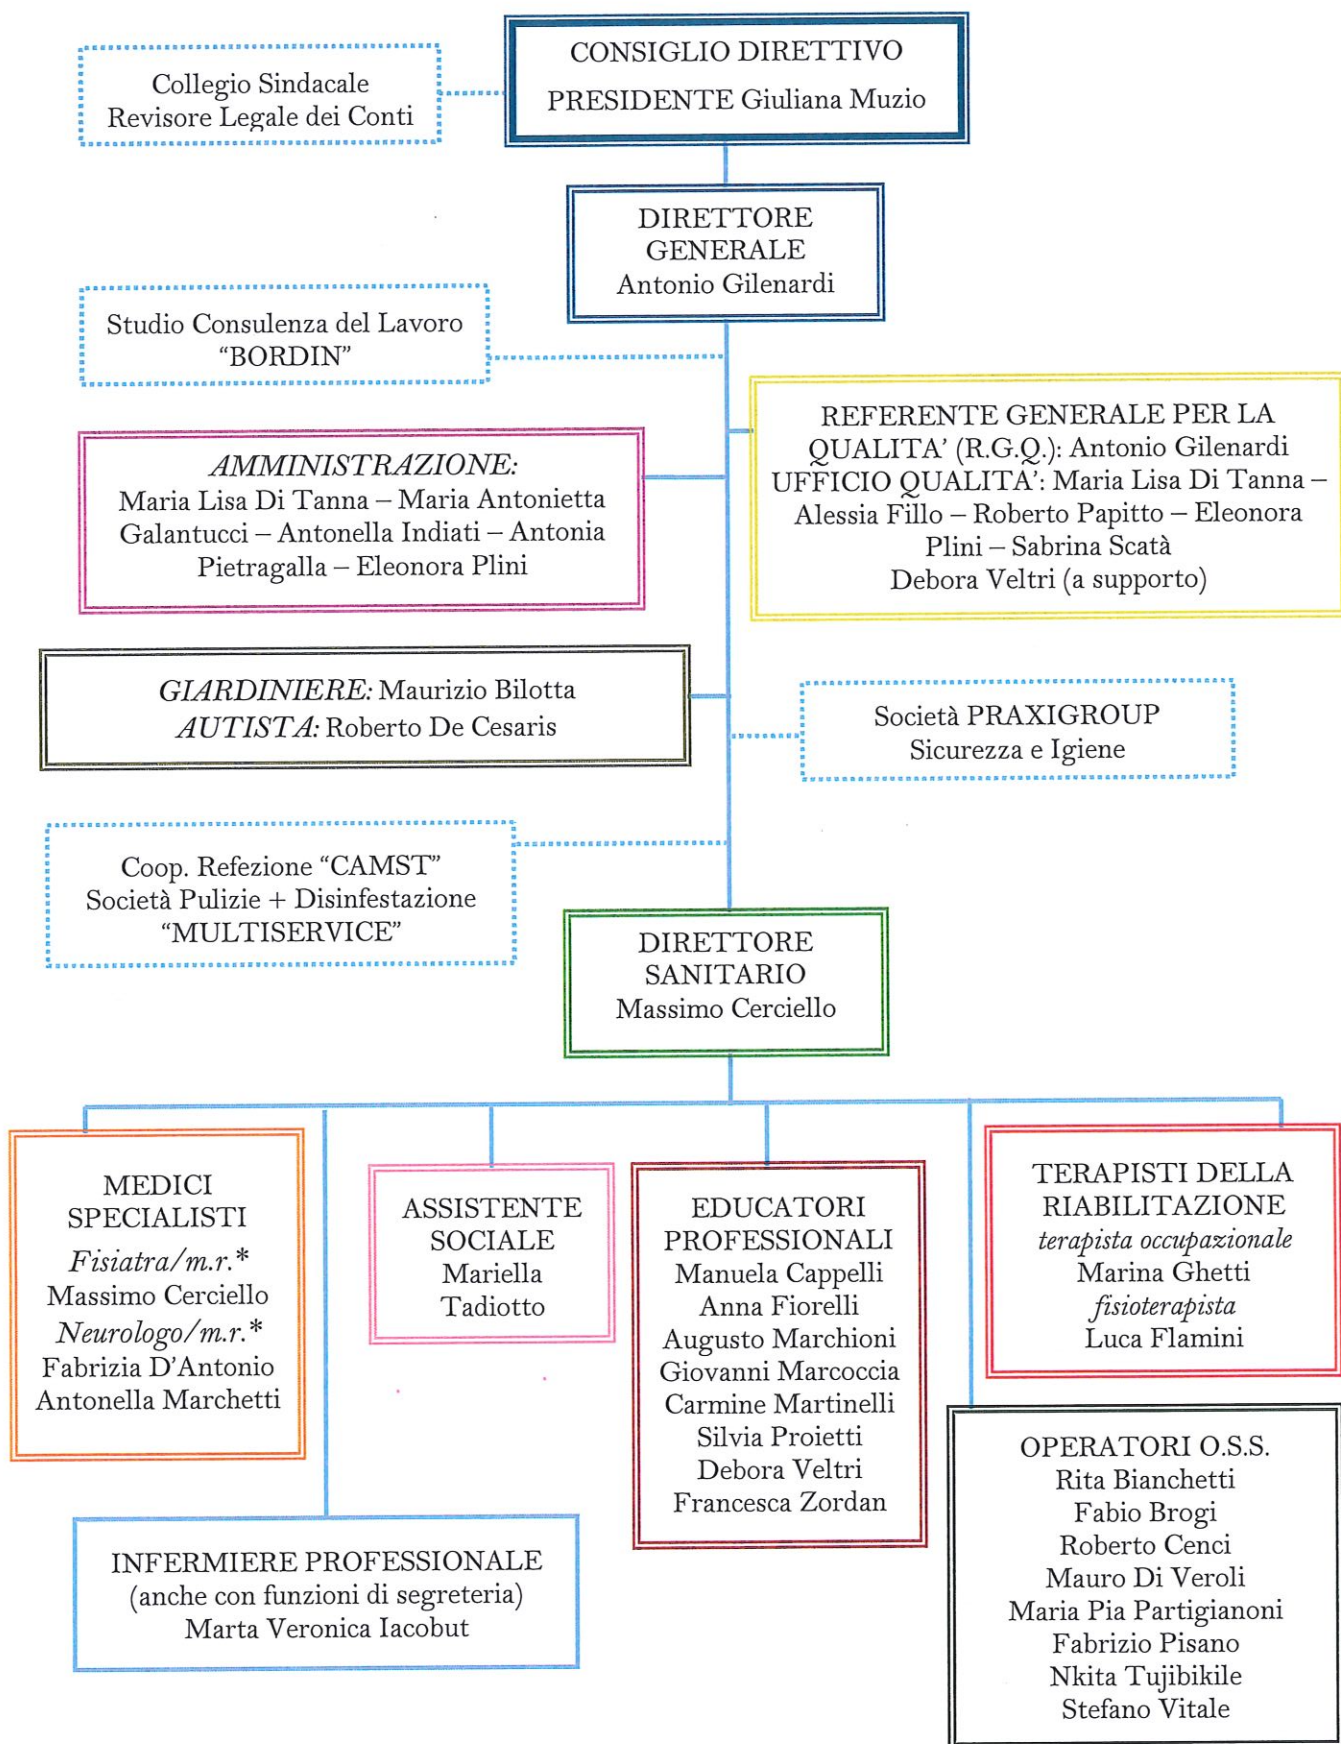 CONSIGLIO DIRETTIVO
PRESIDENTE Giuliana Muzio
Collegio Sindacale
Revisore Legale dei Conti
DIRETTORE
GENERALE
Antonio Gilenardi
Studio Consulenza del Lavoro
“BORDIN”
REFERENTE GENERALE PER LA
QUALITA’ (R.G.Q.): Antonio Gilenardi
UFFICIO QUALITA’: Maria Lisa Di Tanna –
Alessia Fillo – Roberto Papitto – Eleonora
Plini – Sabrina Scatà
Debora Veltri (a supporto)
AMMINISTRAZIONE:
Maria Lisa Di Tanna – Maria Antonietta
Galantucci – Antonella Indiati – Antonia
Pietragalla – Eleonora Plini
GIARDINIERE: Maurizio Bilotta
AUTISTA: Roberto De Cesaris
Società PRAXIGROUP
Sicurezza e Igiene
Coop. Refezione “CAMST”
Società Pulizie + Disinfestazione
“MULTISERVICE”
DIRETTORE
SANITARIO
Massimo Cerciello
MEDICI
SPECIALISTI
Fisiatra/m.r.*
Massimo Cerciello
Neurologo/m.r.*
Fabrizia D’Antonio
Antonella Marchetti
INFERMIERE PROFESSIONALE
(anche con funzioni di segreteria)
Marta Veronica Iacobut
ASSISTENTE
SOCIALE
Mariella
Tadiotto
EDUCATORI
PROFESSIONALI
Manuela Cappelli
Anna Fiorelli
Augusto Marchioni
Giovanni Marcoccia
Carmine Martinelli
Silvia Proietti
Debora Veltri
Francesca Zordan
TERAPISTI DELLA
RIABILITAZIONE
terapista occupazionale
Marina Ghetti
fisioterapista
Luca Flamini
OPERATORI O.S.S.
Rita Bianchetti
Fabio Brogi
Roberto Cenci
Mauro Di Veroli
Maria Pia Partigianoni
Fabrizio Pisano
Nkita Tujibikile
Stefano Vitale